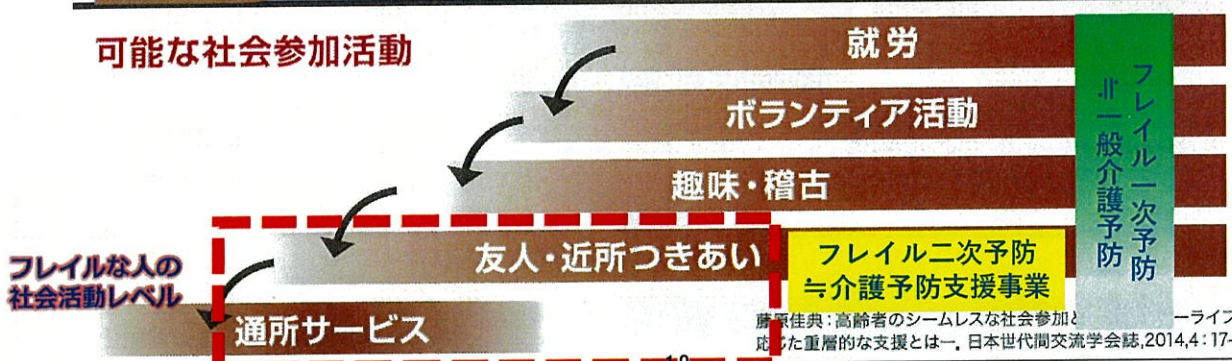 可能な社会参加活動
就労
ボランティア活動
趣味・稽古
友人・近所つきあい
通所サービス
フレイルな人の
社会活動レベル
フレイル二次予防
≒介護予防支援事業
フレイル一次予防
≒一般介護予防
藤原佳典：高齢者のシームレスな社会参加と
ーライフ
応じた重層的な支援とはー, 日本世代間交流学会誌,2014,4：17